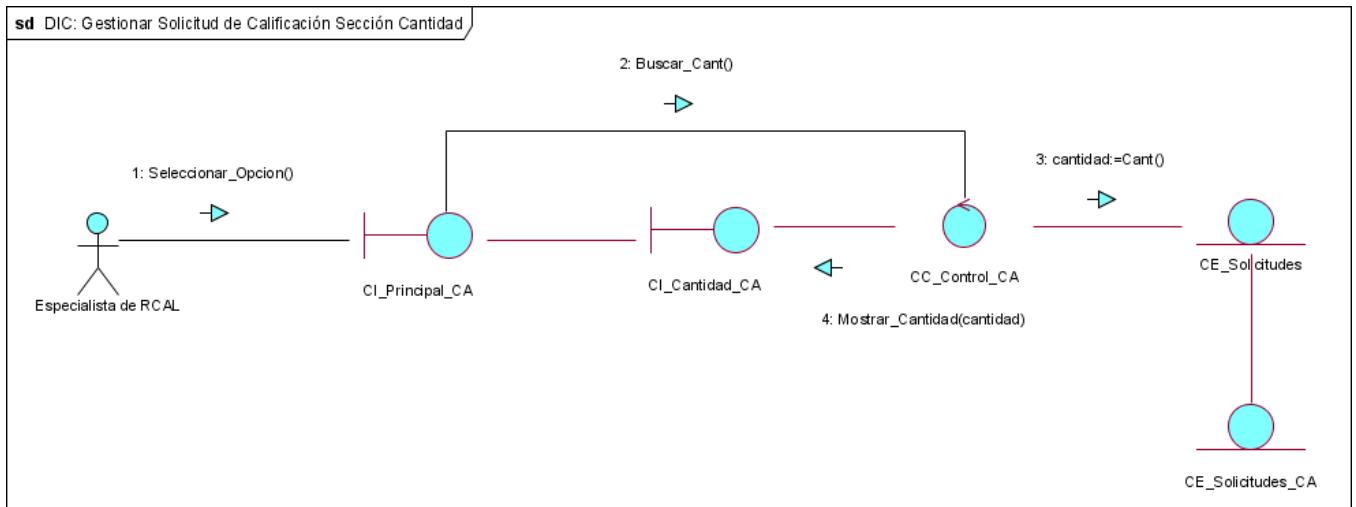 sd DIC: Gestionar Solicitud de Calificación Sección Cantidad
2: Buscar_Cant()
1: Seleccionar_Opcion()
3: cantidad:=Cant()
Especialista de RCAL
CI_Principal_CA
CI_Cantidad_CA
CC_Control_CA
CE_Solicitudes
4: Mostrar_Cantidad(cantidad)
CE_Solicitudes_CA